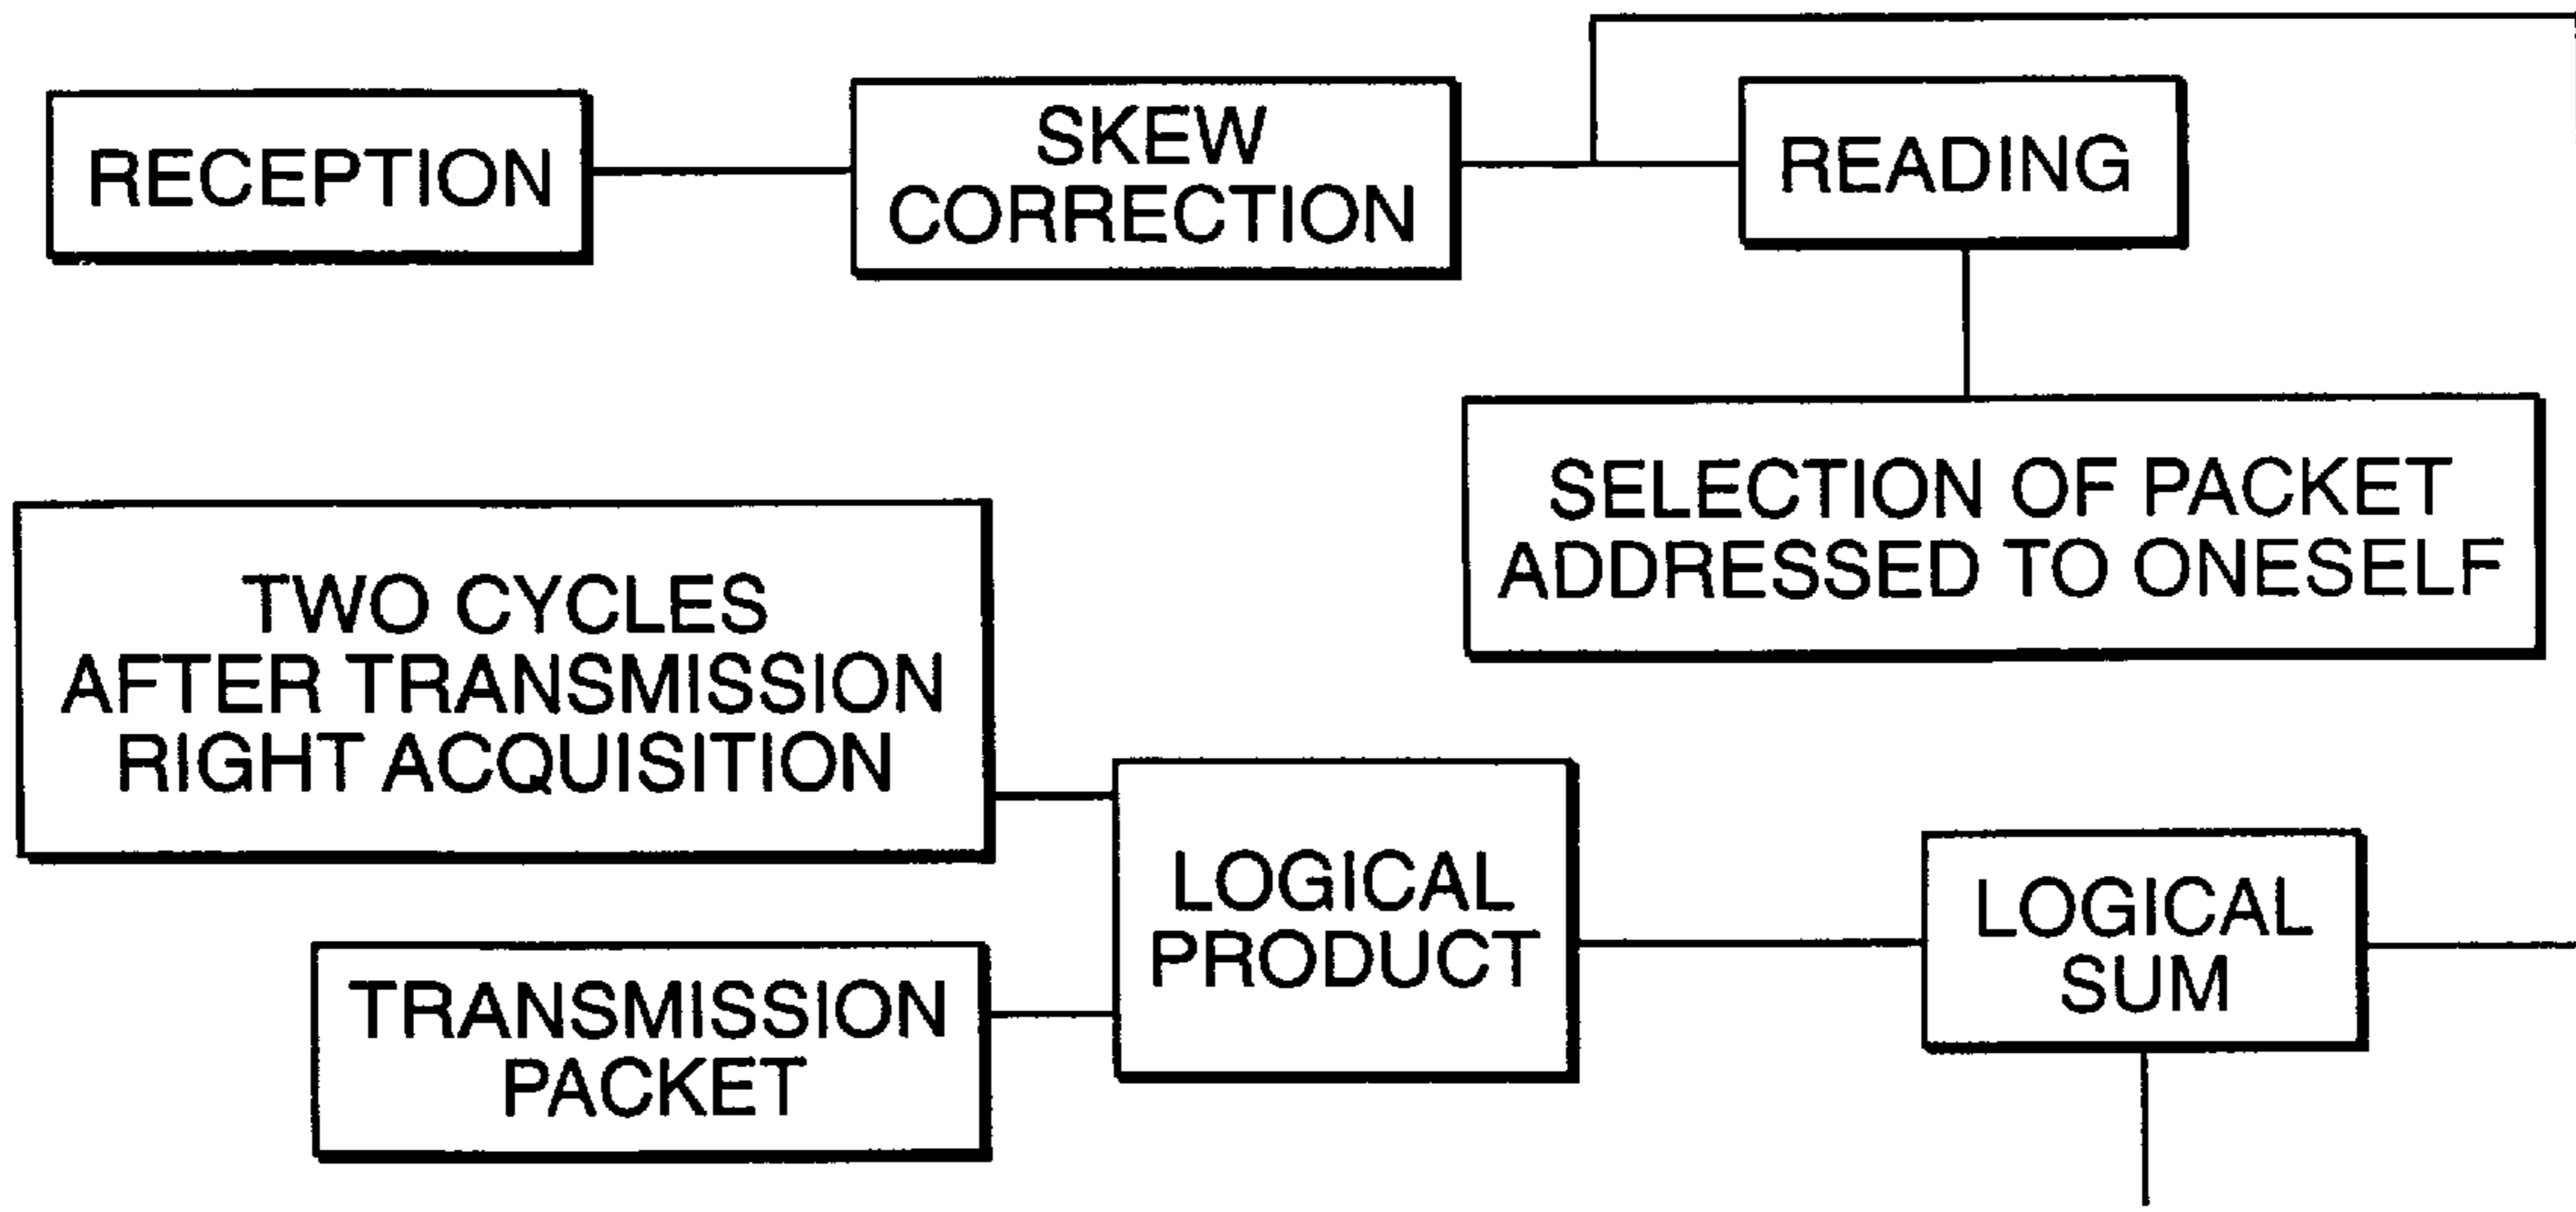 RECEPTION
SKEW
CORRECTION
READING
SELECTION OF PACKET
ADDRESSED TO ONESELF
TWO CYCLES
AFTER TRANSMISSION
RIGHT ACQUISITION
TRANSMISSION
PACKET
LOGICAL
PRODUCT
LOGICAL
SUM